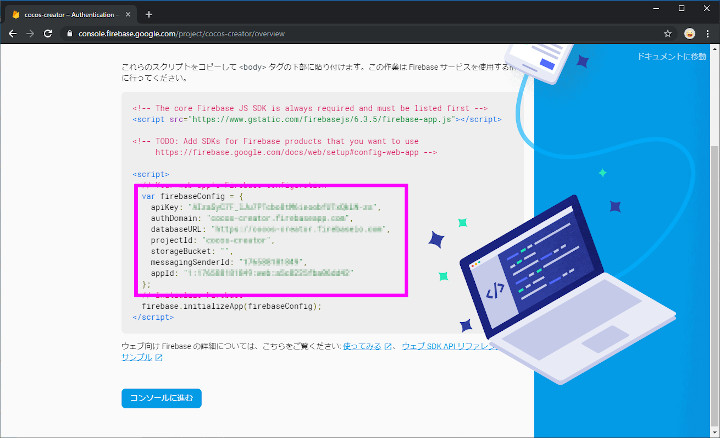 cocos-creator – Authentication –
console.firebase.google.com/project/cocos-creator/overview
ドキュメントに移動
これらのスクリプトをコピーして <body> タグの下部に貼り付けます。この作業は Firebase サービスを使用する前
に行ってください。
<!-- The core Firebase JS SDK is always required and must be listed first -->
<script src="https://www.gstatic.com/firebasejs/6.3.5/firebase-app.js"></script>
<!-- TODO: Add SDKs for Firebase products that you want to use
https://firebase.google.com/docs/web/setup#config-web-app -->
<script>
var firebaseConfig = {
apiKey:
authDomain: "cocos-creator.firebaseapp.com",
databaseURL: "https://cocos-creator.firebaseio.com",
projectId: "cocos-creator",
storageBucket: "",
messagingSenderId:
appId:
};
firebase.initializeApp(firebaseConfig);
</script>
ウェブ向け Firebase の詳細については、こちらをご覧ください: 使ってみる、 ウェブ SDK API リファレンス
サンプル
コンソールに進む